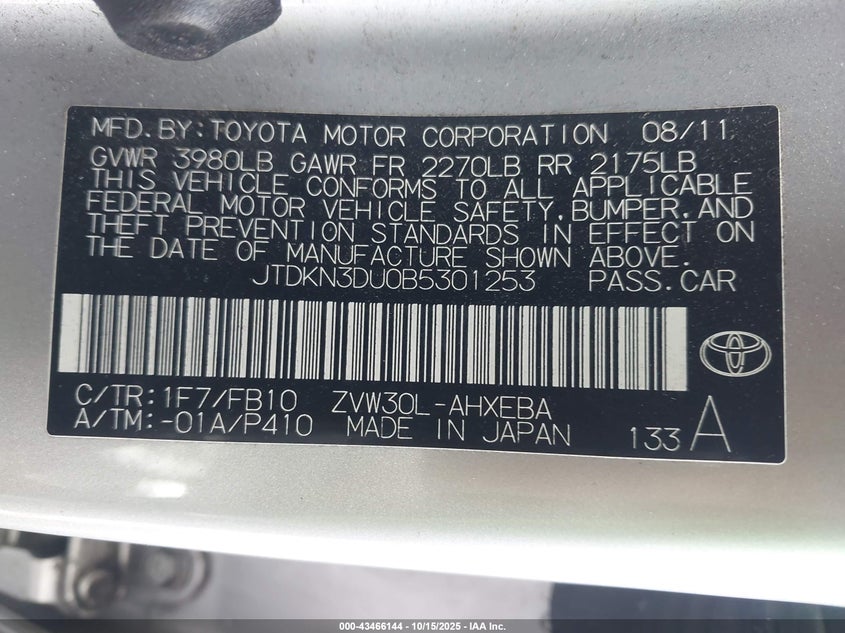 MFD.BY:TOYOTA MOTOR CORPORATION 08/11
GVWR 3980LB GAWR FR 2270LB RR 2175LB
THIS VEHICLE CONFORMS TO ALL APPLICABLE
FEDERAL MOTOR VEHICLE SAFETY,BUMPER,AND
THEFT PREVENTION STANDARDS IN EFFECT ON
THE DATE OF MANUFACTURE SHOWN ABOVE.
JTDKN3DU0B5301253 PASS.CAR
C/TR:1F7/FB10 ZVW30L-AHXEBA
A/TM:-01A/P410 MADE IN JAPAN 133 A
000-43466144 | 10/15/2025 - IAA Inc.